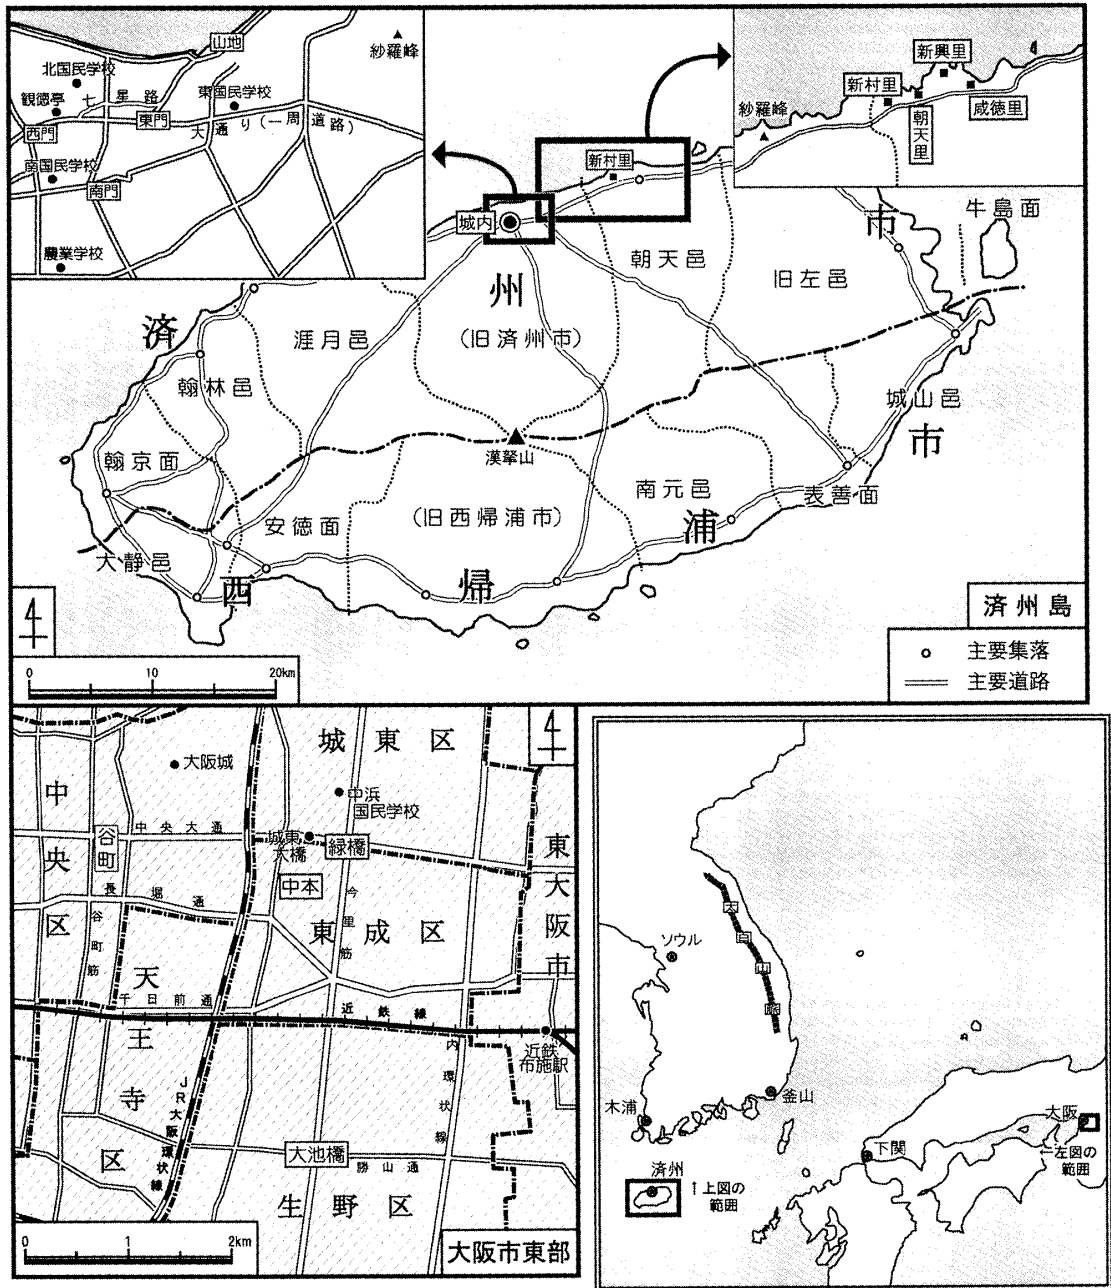 山地
紗羅峰
北国民学校
観徳亭
七星路
東国民学校
西門
東門
大通り(一周道路)
南国民学校
南門
農業学校
新興里
新村里
紗羅峰
朝天里
咸徳里
新村里
城内
済
州
市
牛島面
朝天邑
旧左邑
涯月邑
(旧済州市)
翰林邑
城山邑
市
漢拏山
翰京面
南元邑
表善面
安徳面
(旧西帰浦市)
浦
大静邑
西
帰
済州島
主要集落
主要道路
0 10 20km
城東区
大阪城
中浜
国民学校
中央区
谷町
中央大通
城東
大橋
緑橋
東大阪市
中本
長堀通
谷町筋
今里筋
東成区
天王寺区
千日前通
近鉄線
近鉄
布施駅
内環状線
JR大阪環状線
大池橋
勝山通
生野区
0 1 2km
大阪市東部
太白山脈
ソウル
釜山
木浦
大阪
下関
←左図の
範囲
済州
↑上図の
範囲